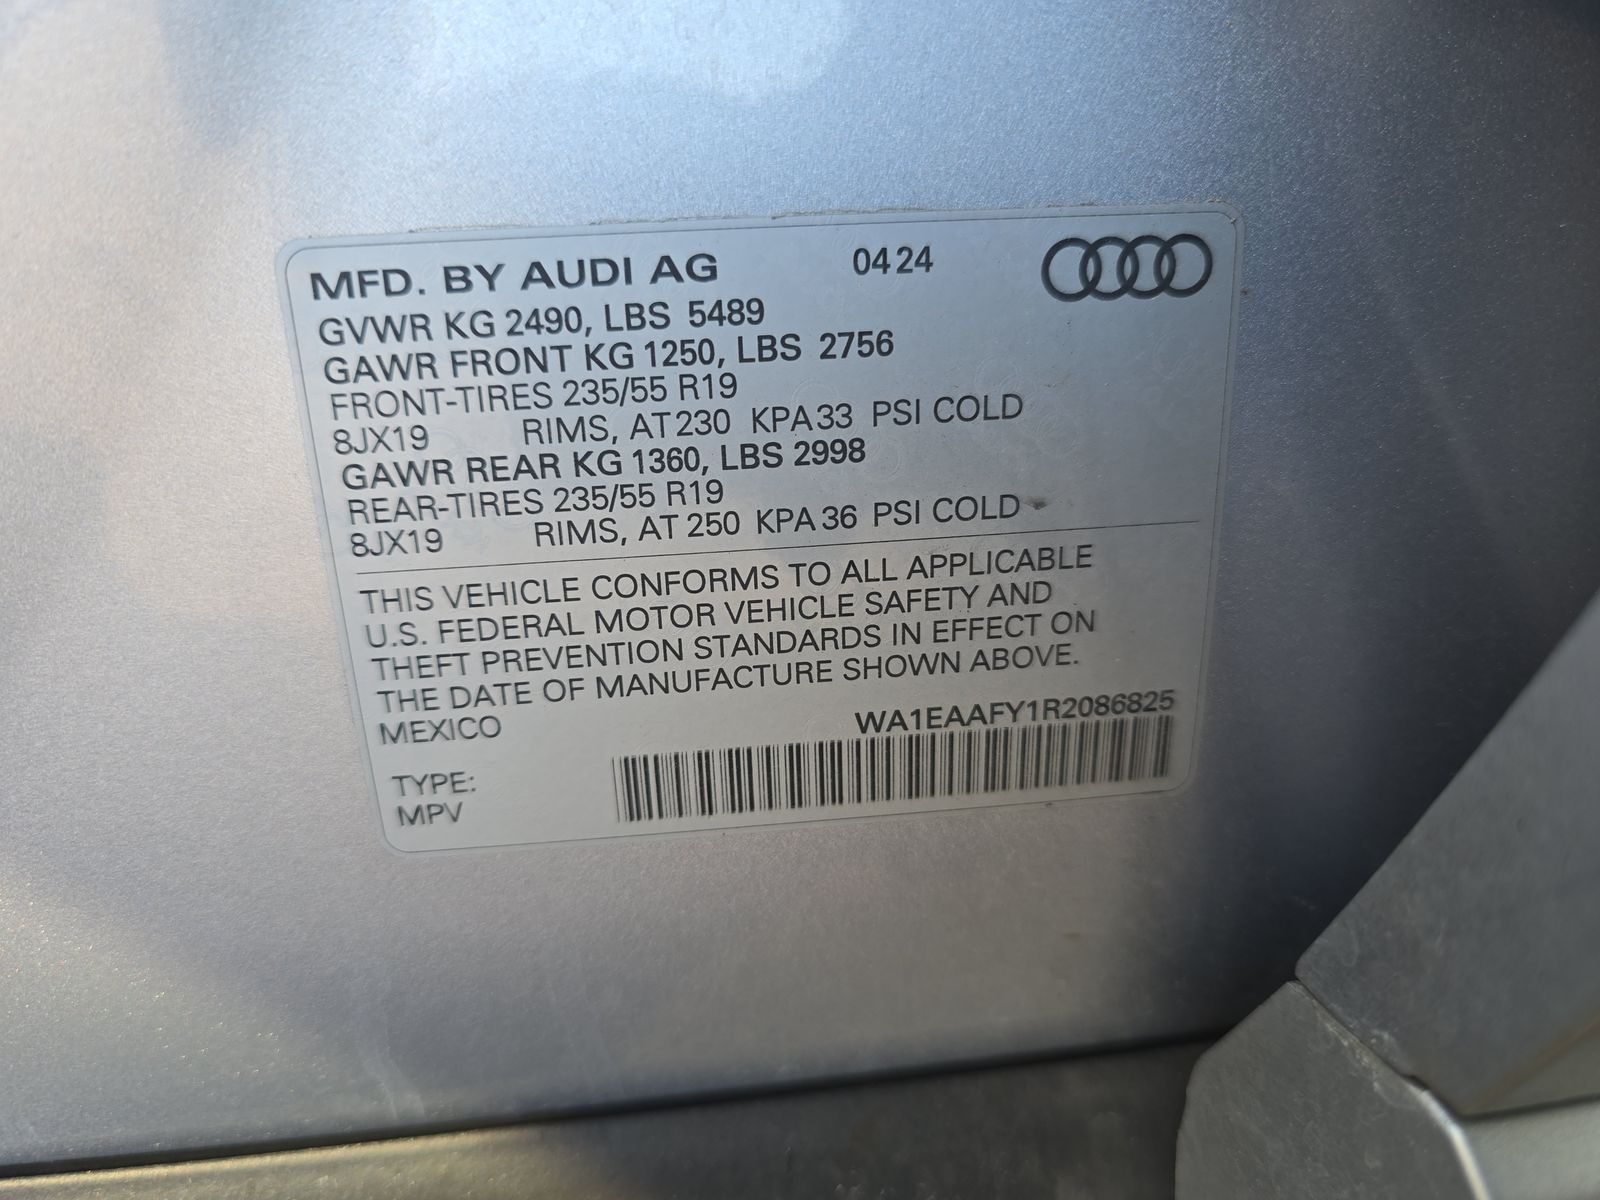 MFD. BY AUDI AG 04 24
GVWR KG 2490, LBS 5489
GAWR FRONT KG 1250, LBS 2756
FRONT-TIRES 235/55 R19
8JX19 RIMS, AT 230 KPA 33 PSI COLD
GAWR REAR KG 1360, LBS 2998
REAR-TIRES 235/55 R19
8JX19 RIMS, AT 250 KPA 36 PSI COLD
THIS VEHICLE CONFORMS TO ALL APPLICABLE
U.S. FEDERAL MOTOR VEHICLE SAFETY AND
THEFT PREVENTION STANDARDS IN EFFECT ON
THE DATE OF MANUFACTURE SHOWN ABOVE.
MEXICO WA1EAAFY1R2086825
TYPE:
MPV